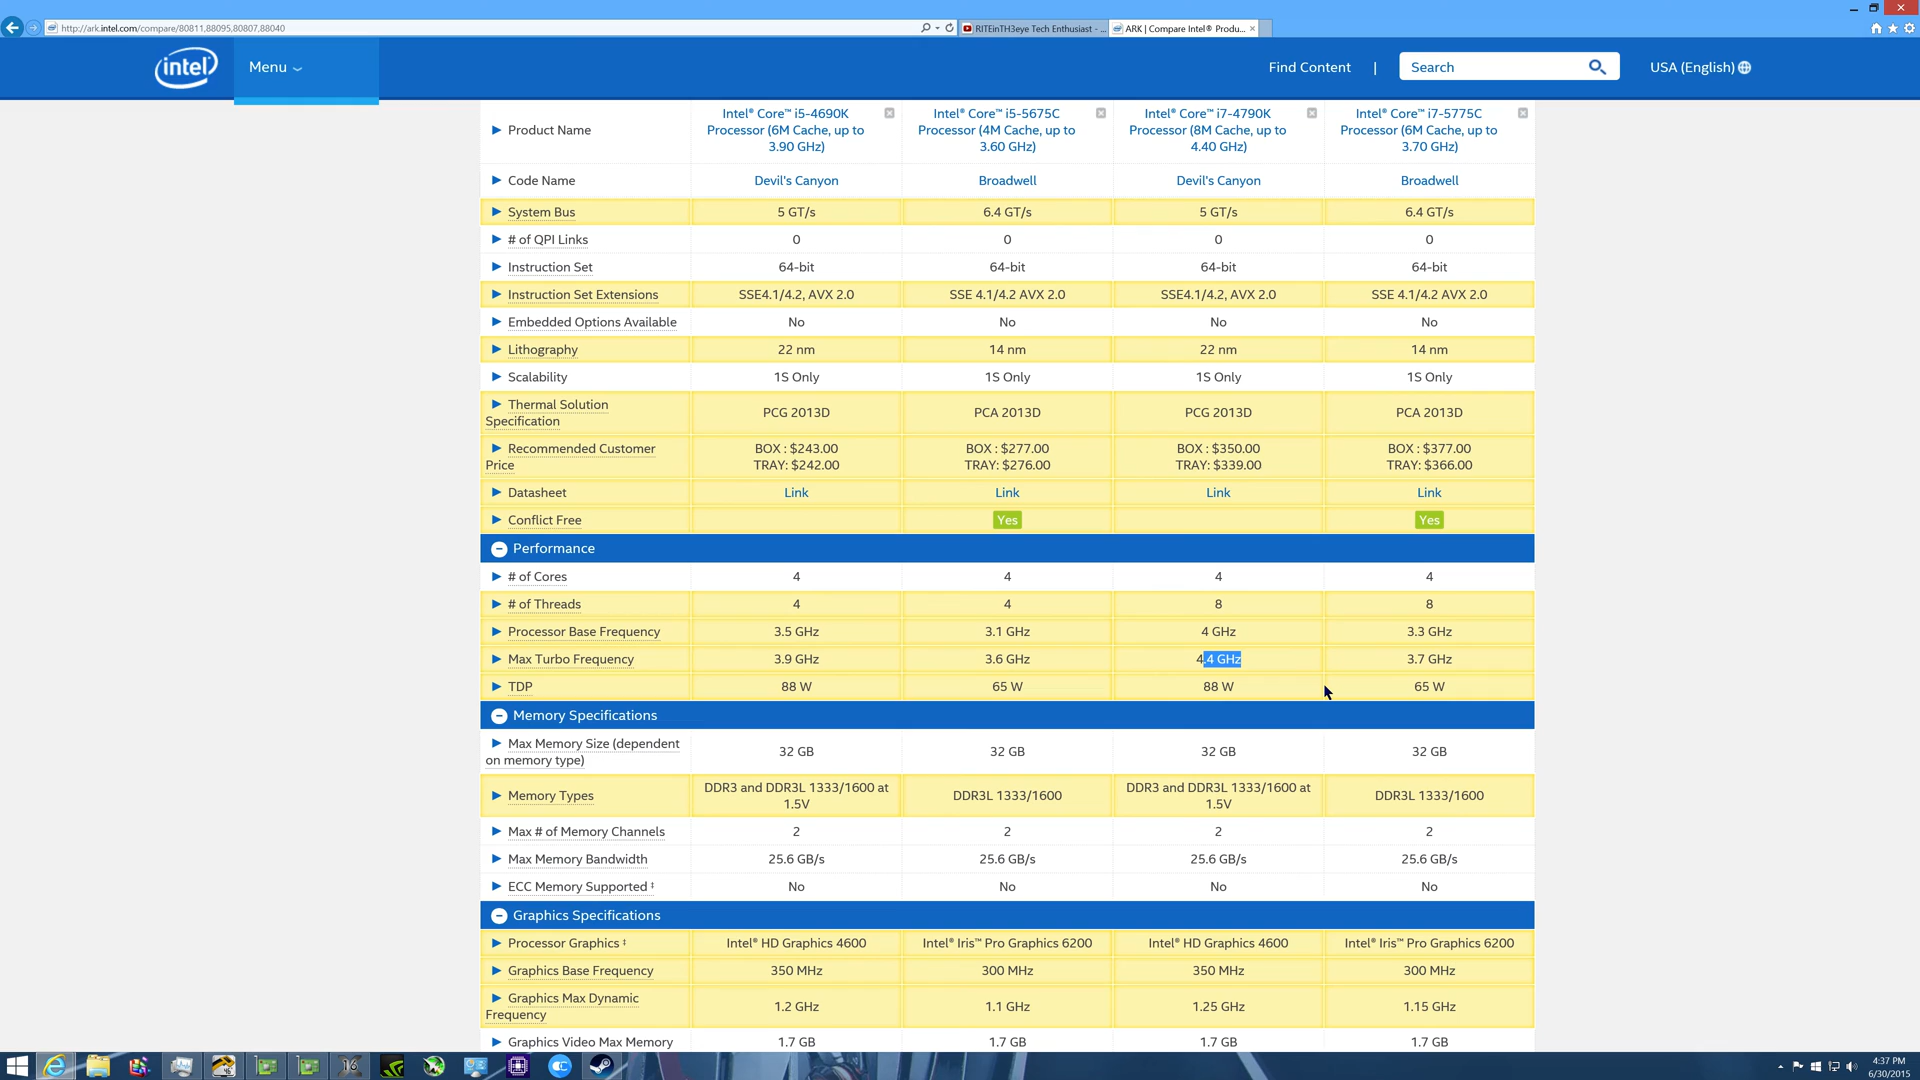 http://ark.intel.com/compare/80811,88095,80807,88040
RITEinTH3eye Tech Enthusiast - ...
ARK | Compare Intel® Produ...
intel
Menu
Find Content | Search USA (English)
Product Name
Intel® Core™ i5-4690K Processor (6M Cache, up to 3.90 GHz)
Intel® Core™ i5-5675C Processor (4M Cache, up to 3.60 GHz)
Intel® Core™ i7-4790K Processor (8M Cache, up to 4.40 GHz)
Intel® Core™ i7-5775C Processor (6M Cache, up to 3.70 GHz)
Code Name Devil's Canyon Broadwell Devil's Canyon Broadwell
System Bus 5 GT/s 6.4 GT/s 5 GT/s 6.4 GT/s
# of QPI Links 0 0 0 0
Instruction Set 64-bit 64-bit 64-bit 64-bit
Instruction Set Extensions SSE4.1/4.2, AVX 2.0 SSE 4.1/4.2 AVX 2.0 SSE4.1/4.2, AVX 2.0 SSE 4.1/4.2 AVX 2.0
Embedded Options Available No No No No
Lithography 22 nm 14 nm 22 nm 14 nm
Scalability 1S Only 1S Only 1S Only 1S Only
Thermal Solution Specification PCG 2013D PCA 2013D PCG 2013D PCA 2013D
Recommended Customer Price
BOX : $243.00 BOX : $277.00 BOX : $350.00 BOX : $377.00
TRAY: $242.00 TRAY: $276.00 TRAY: $339.00 TRAY: $366.00
Datasheet Link Link Link Link
Conflict Free Yes Yes
Performance
# of Cores 4 4 4 4
# of Threads 4 4 8 8
Processor Base Frequency 3.5 GHz 3.1 GHz 4 GHz 3.3 GHz
Max Turbo Frequency 3.9 GHz 3.6 GHz 4.4 GHz 3.7 GHz
TDP 88 W 65 W 88 W 65 W
Memory Specifications
Max Memory Size (dependent on memory type) 32 GB 32 GB 32 GB 32 GB
Memory Types DDR3 and DDR3L 1333/1600 at 1.5V DDR3L 1333/1600 DDR3 and DDR3L 1333/1600 at 1.5V DDR3L 1333/1600
Max # of Memory Channels 2 2 2 2
Max Memory Bandwidth 25.6 GB/s 25.6 GB/s 25.6 GB/s 25.6 GB/s
ECC Memory Supported ‡ No No No No
Graphics Specifications
Processor Graphics ‡ Intel® HD Graphics 4600 Intel® Iris™ Pro Graphics 6200 Intel® HD Graphics 4600 Intel® Iris™ Pro Graphics 6200
Graphics Base Frequency 350 MHz 300 MHz 350 MHz 300 MHz
Graphics Max Dynamic Frequency 1.2 GHz 1.1 GHz 1.25 GHz 1.15 GHz
Graphics Video Max Memory 1.7 GB 1.7 GB 1.7 GB 1.7 GB
4:37 PM
6/30/2015